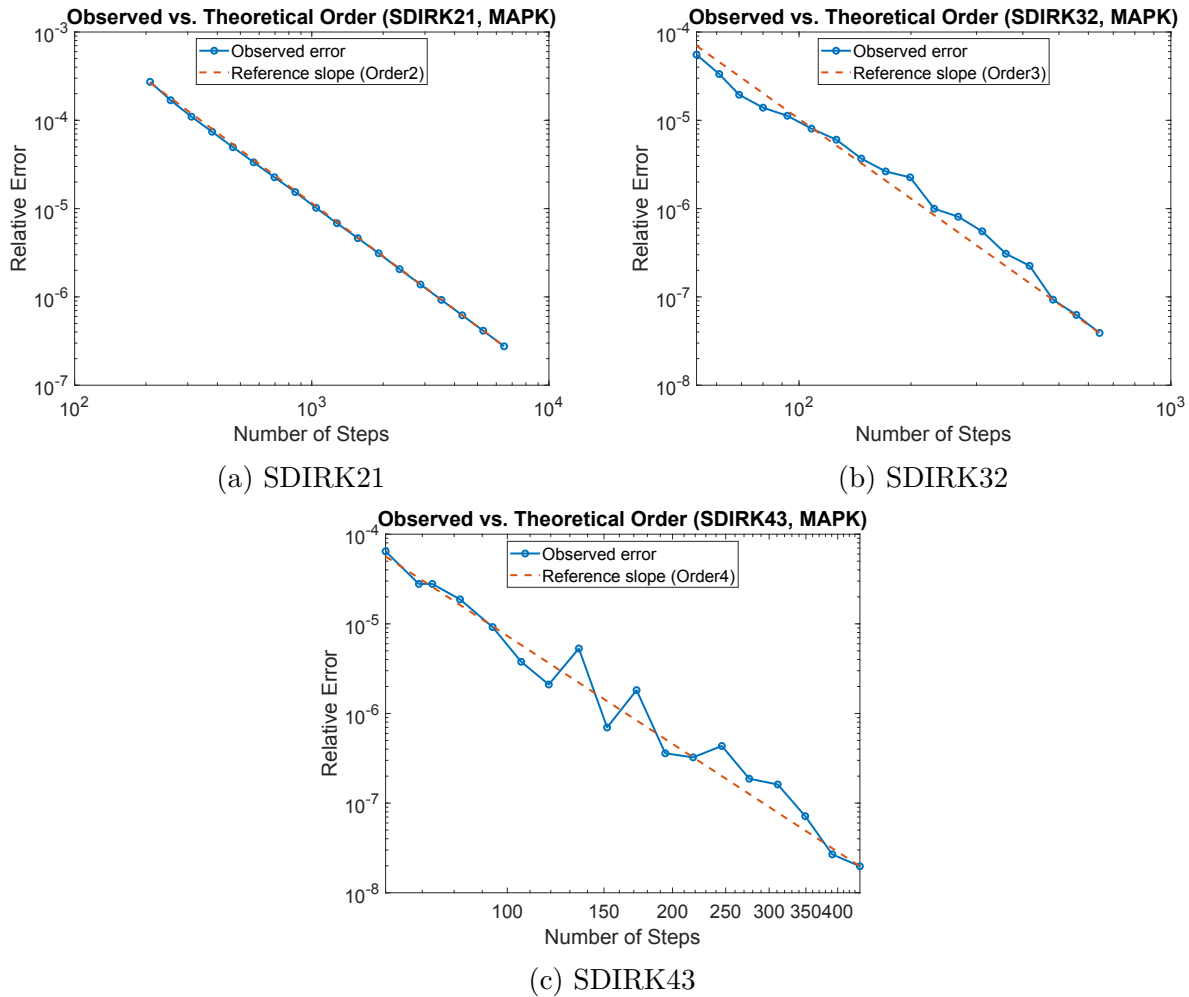 Observed vs. Theoretical Order (SDIRK21, MAPK)
Observed error
Reference slope (Order2)
Relative Error
10^-3
10^-4
10^-5
10^-6
10^-7
10^2 10^3 10^4
Number of Steps
(a) SDIRK21
Observed vs. Theoretical Order (SDIRK32, MAPK)
Observed error
Reference slope (Order3)
Relative Error
10^-4
10^-5
10^-6
10^-7
10^-8
10^2 10^3
Number of Steps
(b) SDIRK32
Observed vs. Theoretical Order (SDIRK43, MAPK)
Observed error
Reference slope (Order4)
Relative Error
10^-4
10^-5
10^-6
10^-7
10^-8
100 150 200 250 300 350 400
Number of Steps
(c) SDIRK43